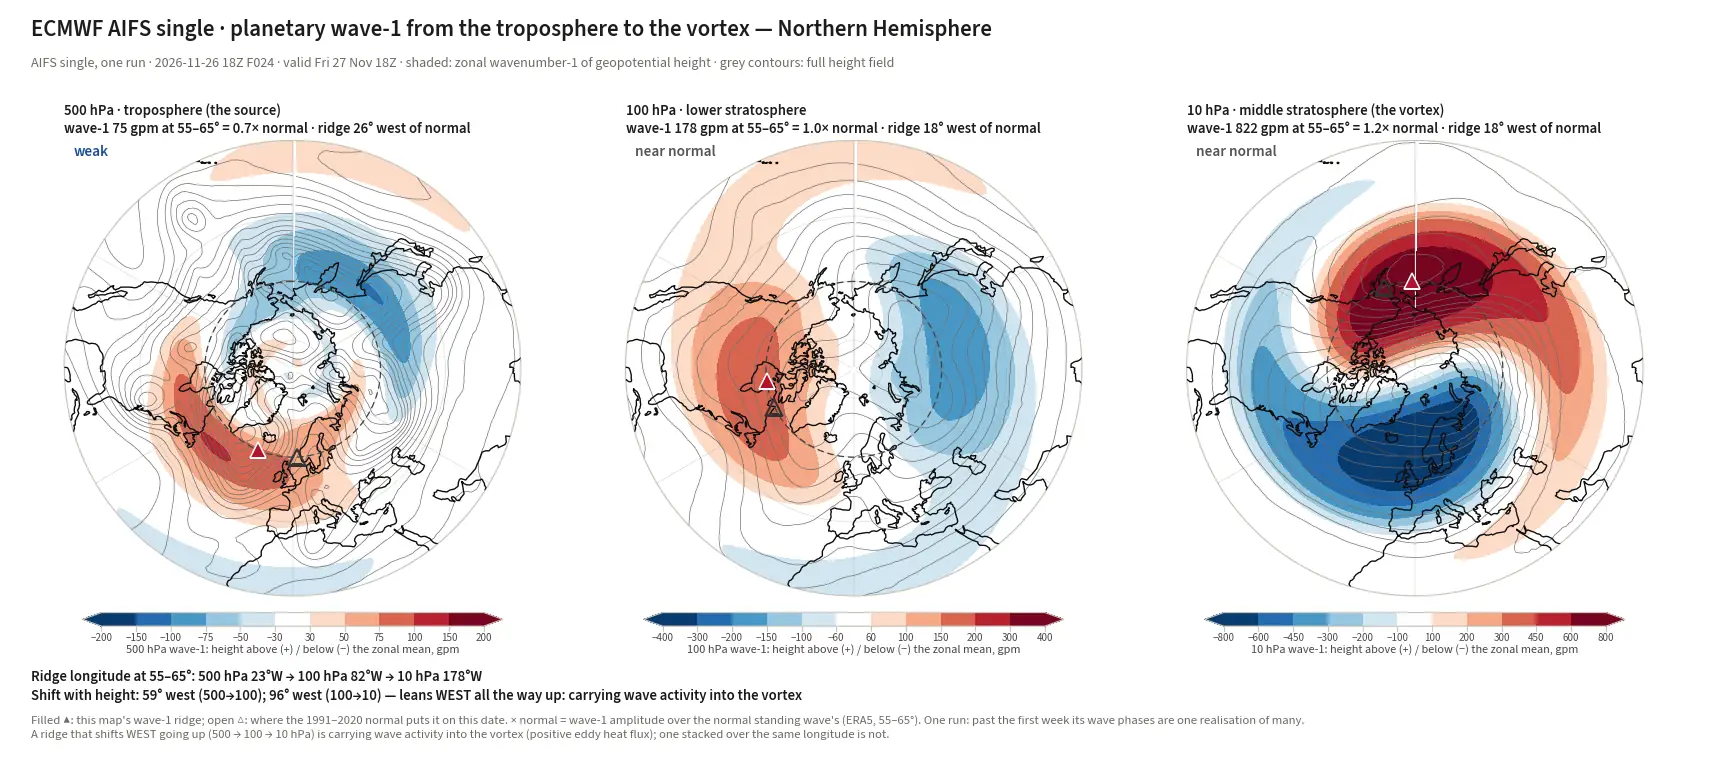 ECMWF AIFS single · planetary wave-1 from the troposphere to the vortex — Northern Hemisphere
AIFS single, one run · 2026-11-26 18Z F024 · valid Fri 27 Nov 18Z · shaded: zonal wavenumber-1 of geopotential height · grey contours: full height field
500 hPa · troposphere (the source)
wave-1 75 gpm at 55–65° = 0.7× normal · ridge 26° west of normal
weak
100 hPa · lower stratosphere
wave-1 178 gpm at 55–65° = 1.0× normal · ridge 18° west of normal
near normal
10 hPa · middle stratosphere (the vortex)
wave-1 822 gpm at 55–65° = 1.2× normal · ridge 18° west of normal
near normal
−200 −150 −100 −75 −50 −30 30 50 75 100 150 200
500 hPa wave-1: height above (+) / below (−) the zonal mean, gpm
−400 −300 −200 −150 −100 −60 60 100 150 200 300 400
100 hPa wave-1: height above (+) / below (−) the zonal mean, gpm
−800 −600 −450 −300 −200 −100 100 200 300 450 600 800
10 hPa wave-1: height above (+) / below (−) the zonal mean, gpm
Ridge longitude at 55–65°: 500 hPa 23°W → 100 hPa 82°W → 10 hPa 178°W
Shift with height: 59° west (500→100); 96° west (100→10) — leans WEST all the way up: carrying wave activity into the vortex
Filled ▲: this map's wave-1 ridge; open △: where the 1991–2020 normal puts it on this date. × normal = wave-1 amplitude over the normal standing wave's (ERA5, 55–65°). One run: past the first week its wave phases are one realisation of many.
A ridge that shifts WEST going up (500 → 100 → 10 hPa) is carrying wave activity into the vortex (positive eddy heat flux); one stacked over the same longitude is not.